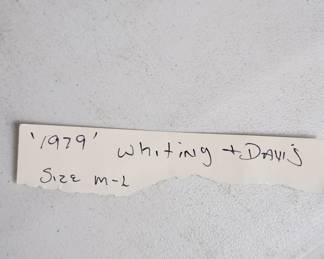 '1979' Whiting + Davis
Size M-L